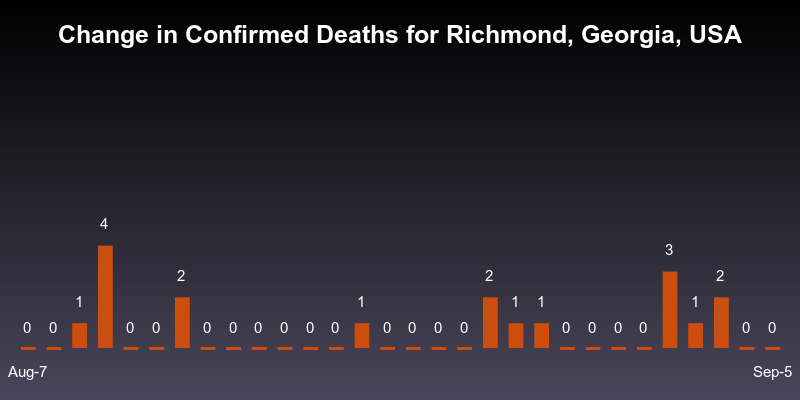 Change in Confirmed Deaths for Richmond, Georgia, USA
0 0 1 4 0 0 2 0 0 0 0 0 0 1 0 0 0 0 2 1 1 0 0 0 0 3 1 2 0 0
Aug-7 Sep-5